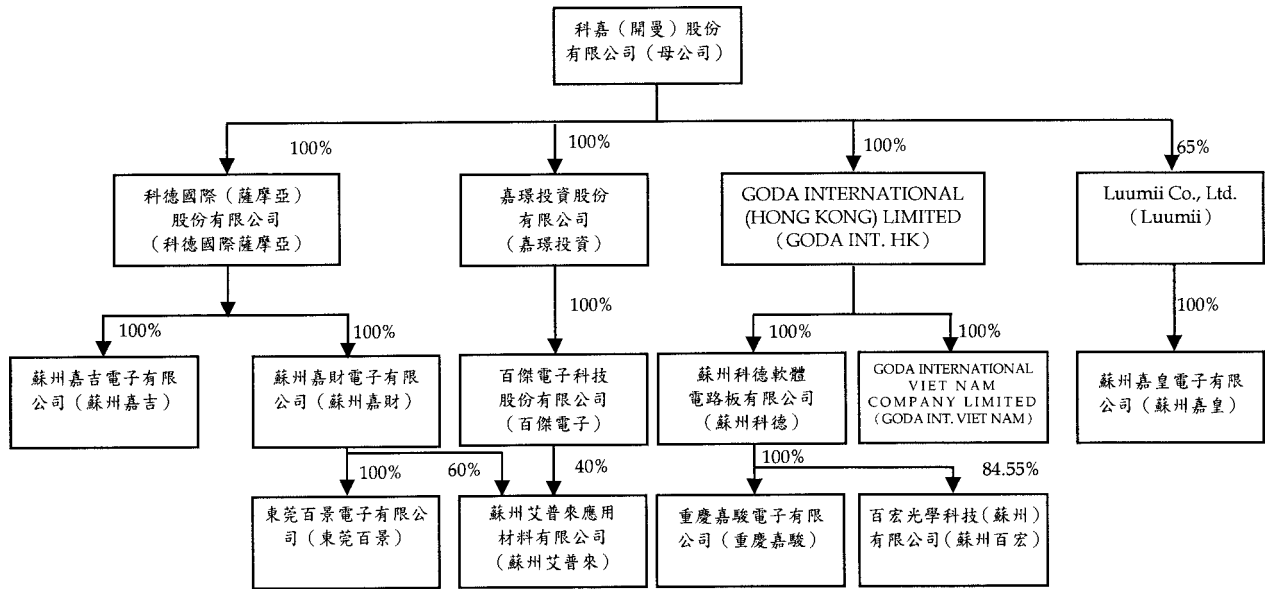 科嘉（開曼）股份
有限公司（母公司）
100%
100%
100%
65%
科德國際（薩摩亞）
股份有限公司
（科德國際薩摩亞）
嘉璟投資股份
有限公司
（嘉璟投資）
GODA INTERNATIONAL
(HONG KONG) LIMITED
（GODA INT. HK）
Luumii Co., Ltd.
（Luumii）
100%
100%
100%
100%
100%
100%
蘇州嘉吉電子有限
公司（蘇州嘉吉）
蘇州嘉財電子有限
公司（蘇州嘉財）
百傑電子科技
股份有限公司
（百傑電子）
蘇州科德軟體
電路板有限公司
（蘇州科德）
GODA INTERNATIONAL
VIET NAM
COMPANY LIMITED
（GODA INT. VIET NAM）
蘇州嘉皇電子有限
公司（蘇州嘉皇）
100%
60%
40%
100%
84.55%
東莞百景電子有限公
司（東莞百景）
蘇州艾普來應用
材料有限公司
（蘇州艾普來）
重慶嘉駿電子有限
公司（重慶嘉駿）
百宏光學科技（蘇州）
有限公司（蘇州百宏）